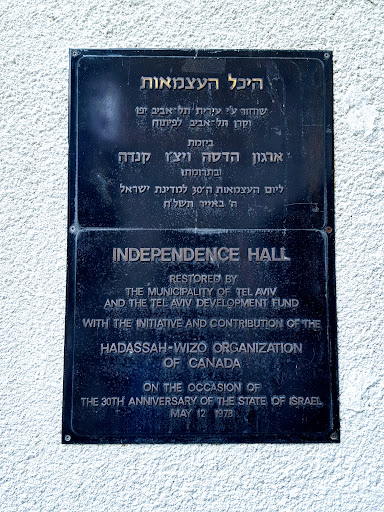 היכל העצמאות
שוחזר ע״י עירית תל-אביב יפו
וקרן תל-אביב לפיתוח
ביזמת
ארגון הדסה ויצ״ו קנדה
(בתרומתו)
ליום העצמאות ה־30 למדינת ישראל
ה׳ באייר תשל״ח
INDEPENDENCE HALL
RESTORED BY
THE MUNICIPALITY OF TEL AVIV
AND THE TEL AVIV DEVELOPMENT FUND
WITH THE INITIATIVE AND CONTRIBUTION OF THE
HADASSAH-WIZO ORGANIZATION
OF CANADA
ON THE OCCASION OF
THE 30TH ANNIVERSARY OF THE STATE OF ISRAEL
MAY 12 1978